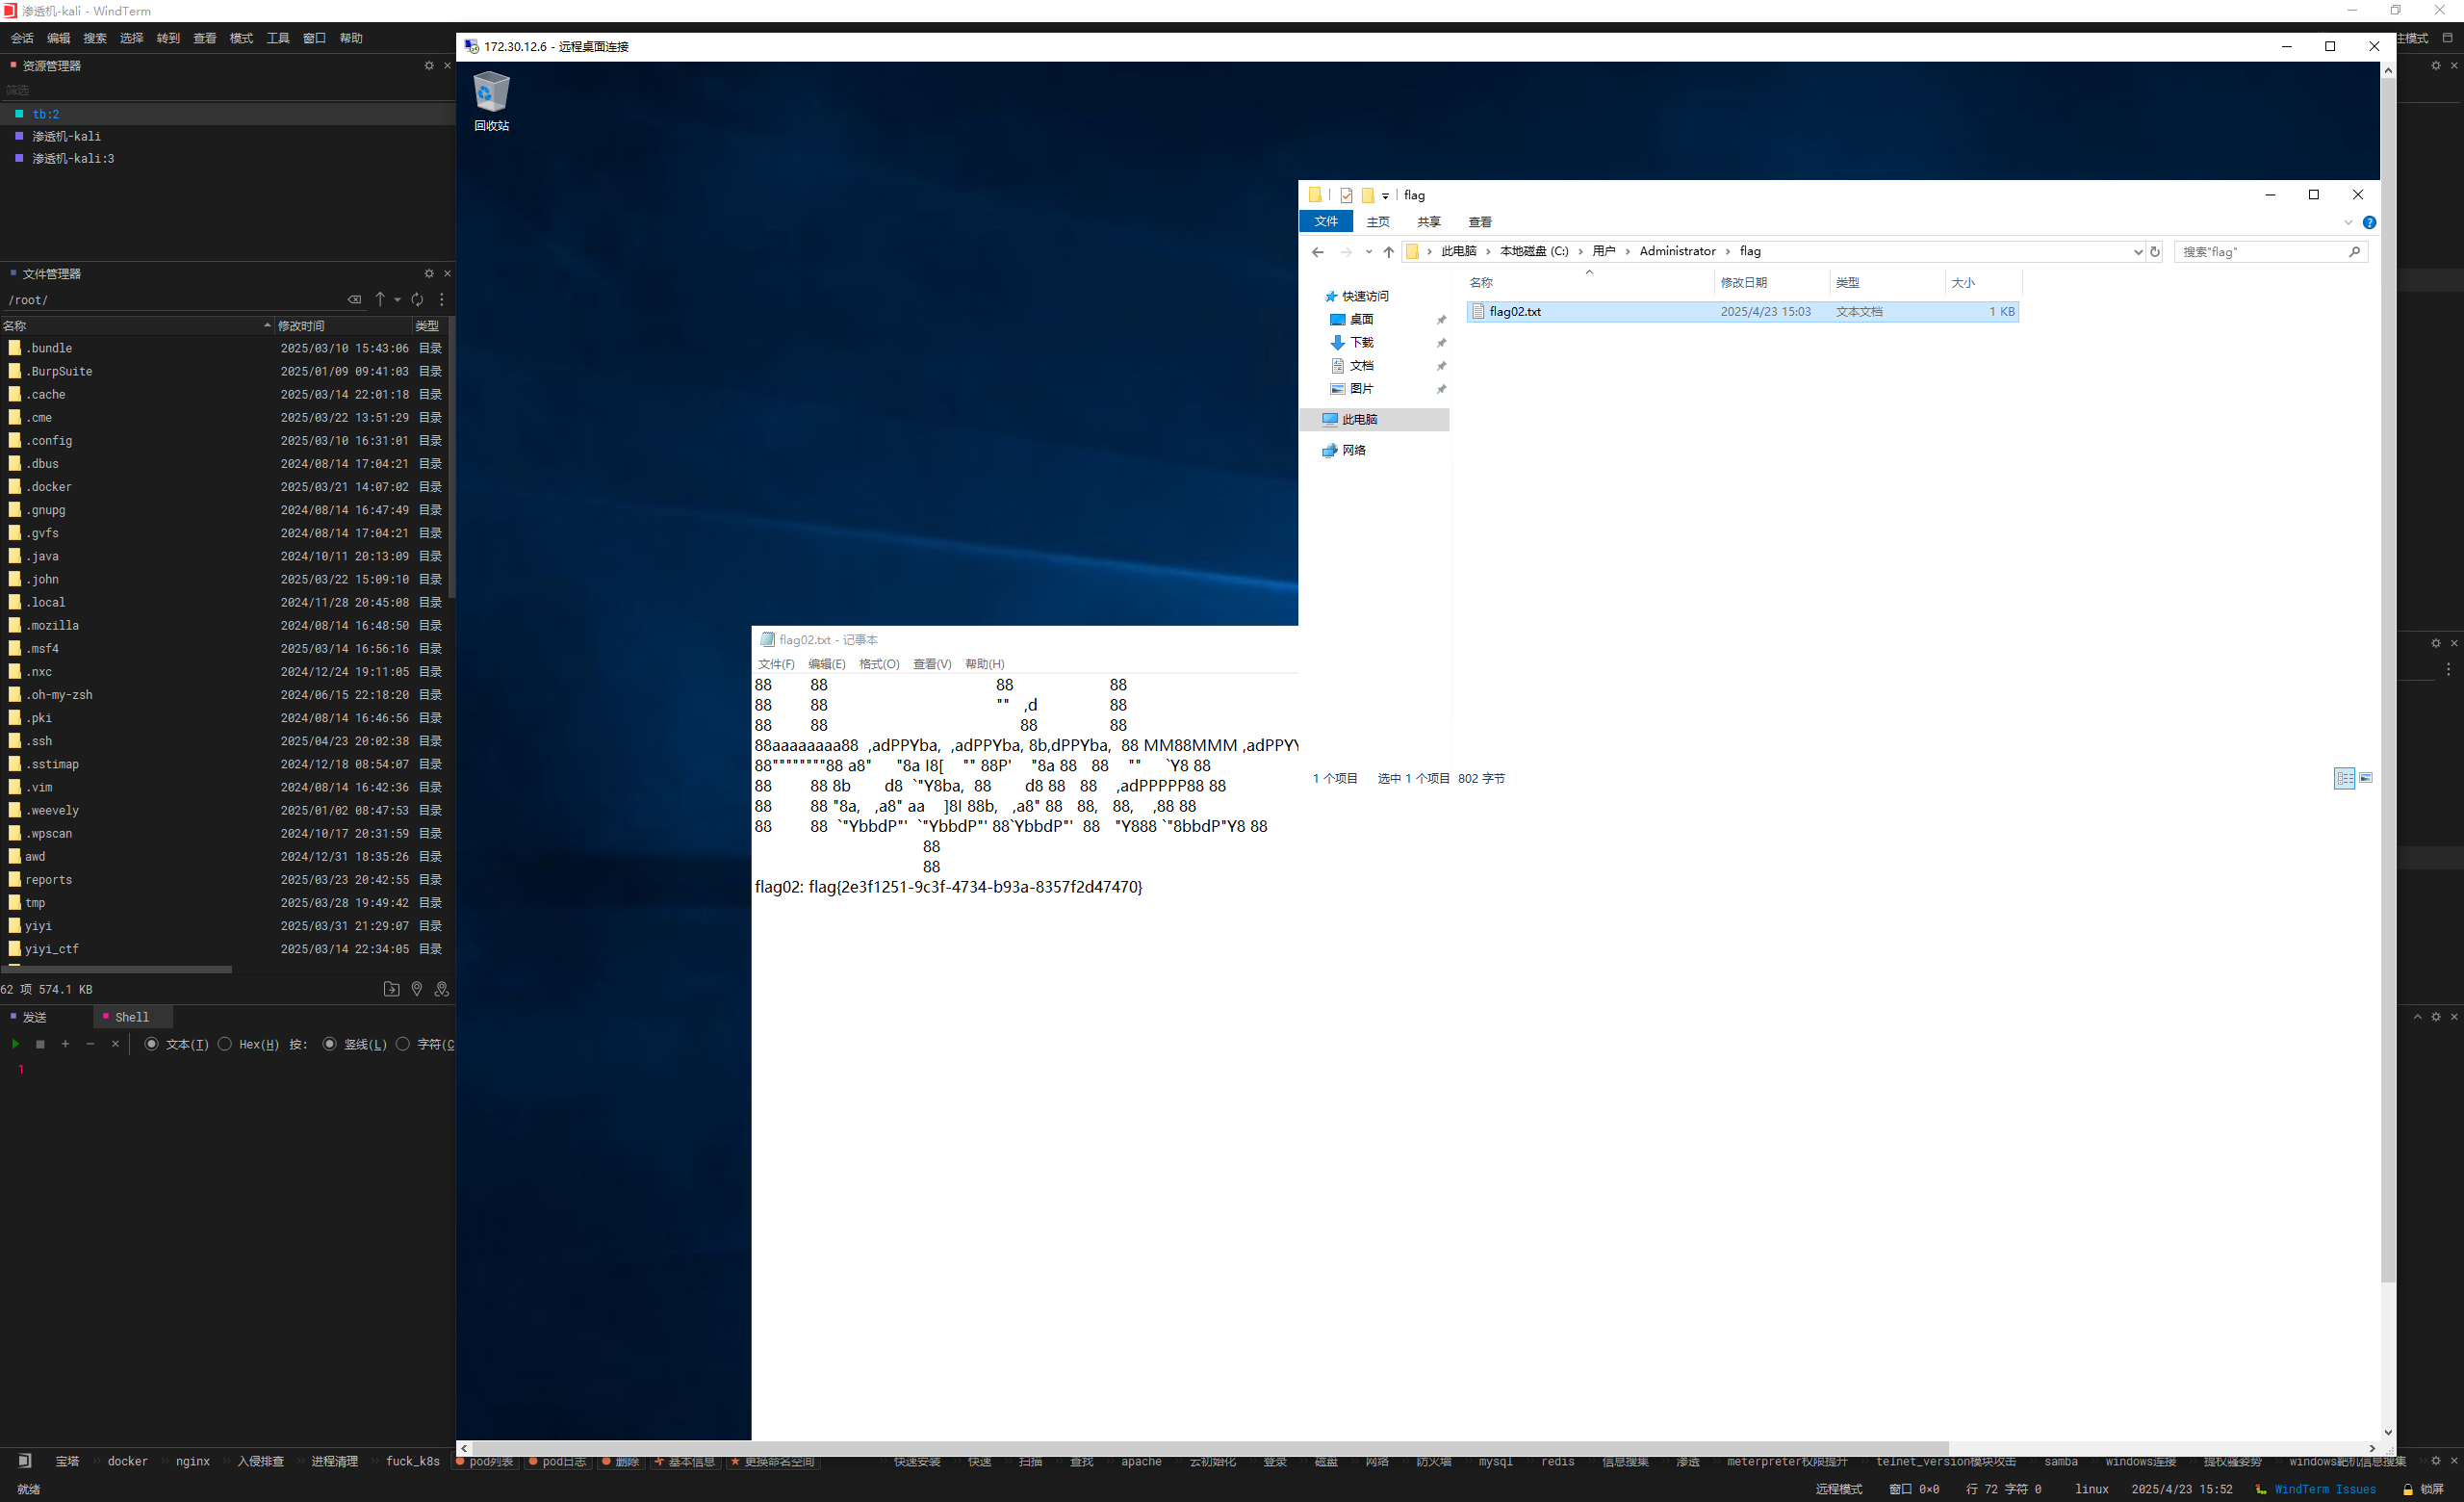 渗透机-kali - WindTerm
会话 编辑 搜索 选择 转到 查看 模式 工具 窗口 帮助
主模式
资源管理器
筛选
tb:2
渗透机-kali
渗透机-kali:3
文件管理器
/root/
名称 修改时间 类型
.bundle 2025/03/10 15:43:06 目录
.BurpSuite 2025/01/09 09:41:03 目录
.cache 2025/03/14 22:01:18 目录
.cme 2025/03/22 13:51:29 目录
.config 2025/03/10 16:31:01 目录
.dbus 2024/08/14 17:04:21 目录
.docker 2025/03/21 14:07:02 目录
.gnupg 2024/08/14 16:47:49 目录
.gvfs 2024/08/14 17:04:21 目录
.java 2024/10/11 20:13:09 目录
.john 2025/03/22 15:09:10 目录
.local 2024/11/28 20:45:08 目录
.mozilla 2024/08/14 16:48:50 目录
.msf4 2025/03/14 16:56:16 目录
.nxc 2024/12/24 19:11:05 目录
.oh-my-zsh 2024/06/15 22:18:20 目录
.pki 2024/08/14 16:46:56 目录
.ssh 2025/04/23 20:02:38 目录
.sstimap 2024/12/18 08:54:07 目录
.vim 2024/08/14 16:42:36 目录
.weevely 2025/01/02 08:47:53 目录
.wpscan 2024/10/17 20:31:59 目录
awd 2024/12/31 18:35:26 目录
reports 2025/03/23 20:42:55 目录
tmp 2025/03/28 19:49:42 目录
yiyi 2025/03/31 21:29:07 目录
yiyi_ctf 2025/03/14 22:34:05 目录
62 项 574.1 KB
发送 Shell
文本(T) Hex(H) 按: 竖线(L) 字符(C
1
172.30.12.6 - 远程桌面连接
回收站
flag
文件 主页 共享 查看
此电脑 › 本地磁盘 (C:) › 用户 › Administrator › flag
搜索"flag"
名称 修改日期 类型 大小
快速访问
桌面
下载
文档
图片
此电脑
网络
flag02.txt 2025/4/23 15:03 文本文档 1 KB
1 个项目 选中 1 个项目 802 字节
flag02.txt - 记事本
文件(F) 编辑(E) 格式(O) 查看(V) 帮助(H)
88 88 88 88
88 88 "" ,d 88
88 88 88 88
88aaaaaaaa88 ,adPPYba, ,adPPYba, 8b,dPPYba, 88 MM88MMM ,adPPYY
88""""""""88 a8" "8a I8[ "" 88P' "8a 88 88 "" `Y8 88
88 88 8b d8 `"Y8ba, 88 d8 88 88 ,adPPPPP88 88
88 88 "8a, ,a8" aa ]8I 88b, ,a8" 88 88, 88, ,88 88
88 88 `"YbbdP"' `"YbbdP"' 88`YbbdP"' 88 "Y888 `"8bbdP"Y8 88
88
88
flag02: flag{2e3f1251-9c3f-4734-b93a-8357f2d47470}
宝塔 docker nginx 入侵排查 进程清理 fuck_k8s pod列表 pod日志 删除 基本信息 更换命名空间 快速安装 快速 扫描 查找 apache 云初始化 登录 磁盘 网络 防火墙 mysql redis 信息搜集 渗透 meterpreter权限提升 telnet_version模块攻击 samba windows连接 提权骚姿势 windows靶机信息搜集
就绪 远程模式 窗口 0×0 行 72 字符 0 linux 2025/4/23 15:52 WindTerm Issues 锁屏